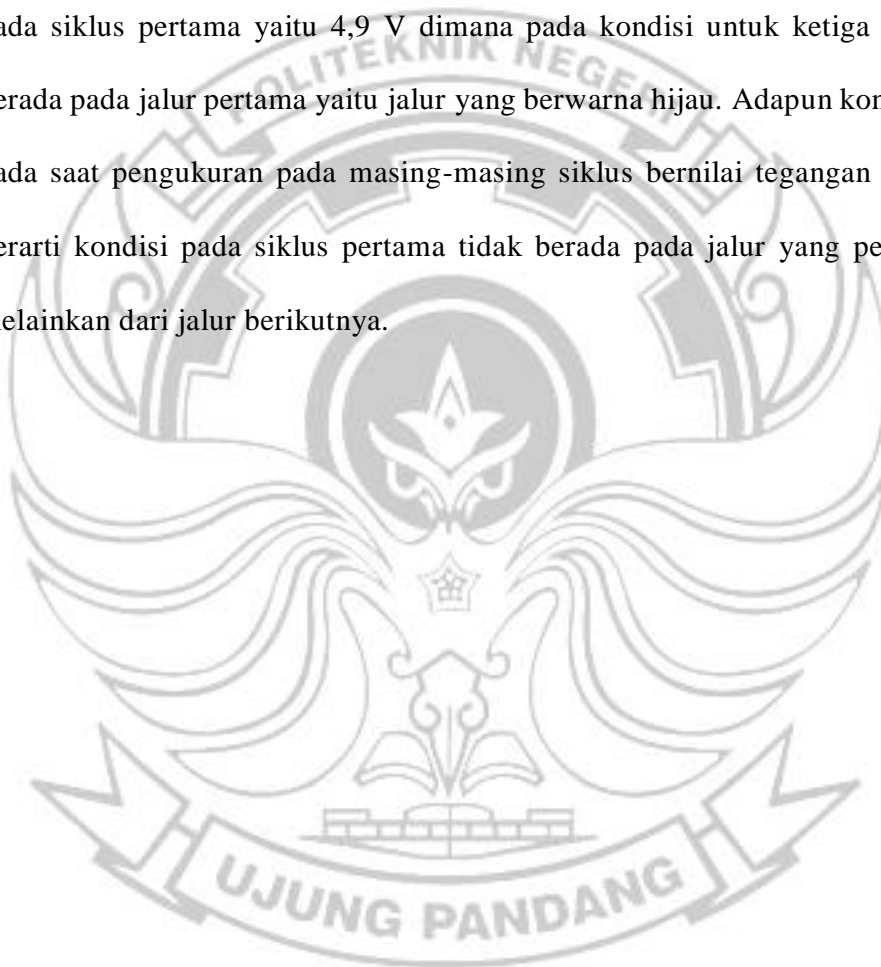 ada siklus pertama yaitu 4,9 V dimana pada kondisi untuk ketiga
POLITEKNIK NEGERI
erada pada jalur pertama yaitu jalur yang berwarna hijau. Adapun kon
ada saat pengukuran pada masing-masing siklus bernilai tegangan
erarti kondisi pada siklus pertama tidak berada pada jalur yang pe
elainkan dari jalur berikutnya.
UJUNG PANDANG